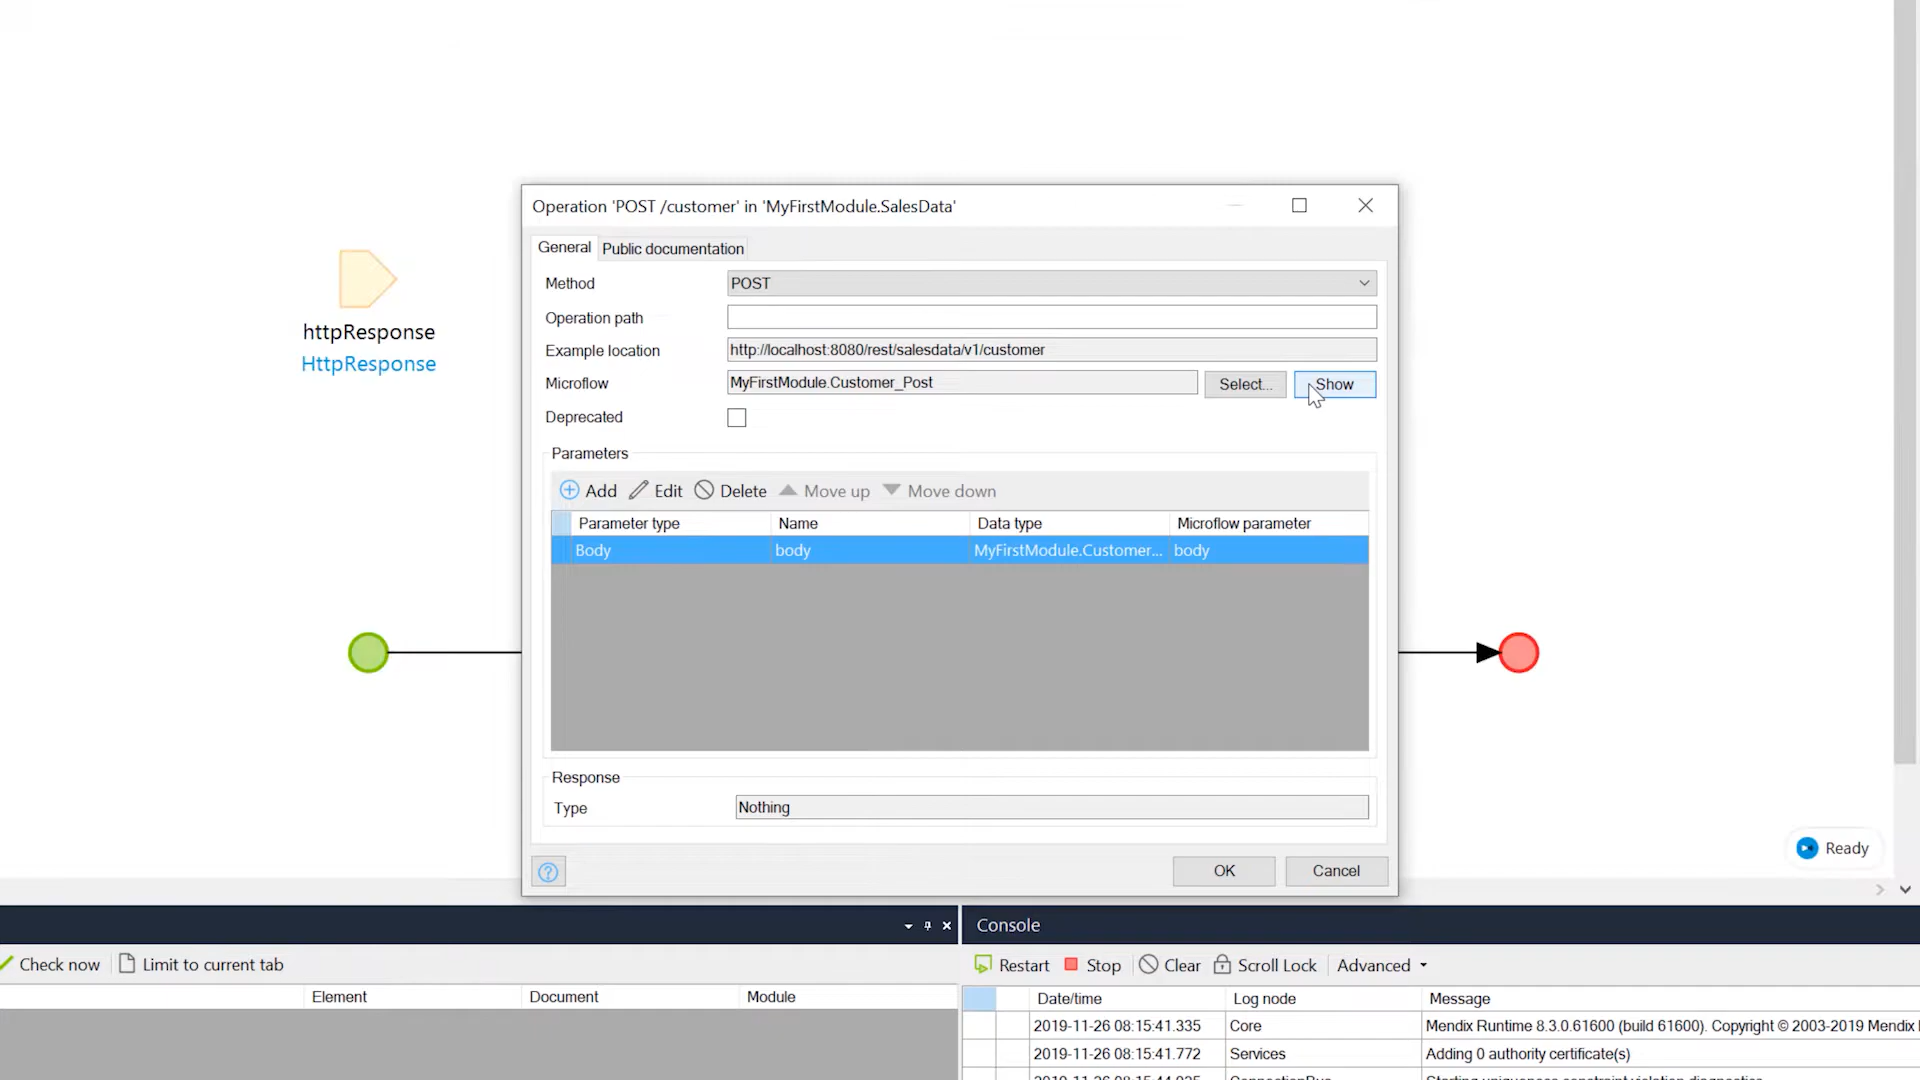 Operation 'POST /customer' in 'MyFirstModule.SalesData'
General Public documentation
Method POST
Operation path
Example location http://localhost:8080/rest/salesdata/v1/customer
Microflow MyFirstModule.Customer_Post Select... Show
Deprecated
Parameters
Add Edit Delete Move up Move down
Parameter type Name Data type Microflow parameter
Body body MyFirstModule.Customer... body
Response
Type Nothing
OK Cancel
httpResponse
HttpResponse
Ready
Console
Check now Limit to current tab
Element Document Module
Restart Stop Clear Scroll Lock Advanced
Date/time Log node Message
2019-11-26 08:15:41.335 Core Mendix Runtime 8.3.0.61600 (build 61600). Copyright © 2003-2019 Mendix
2019-11-26 08:15:41.772 Services Adding 0 authority certificate(s)